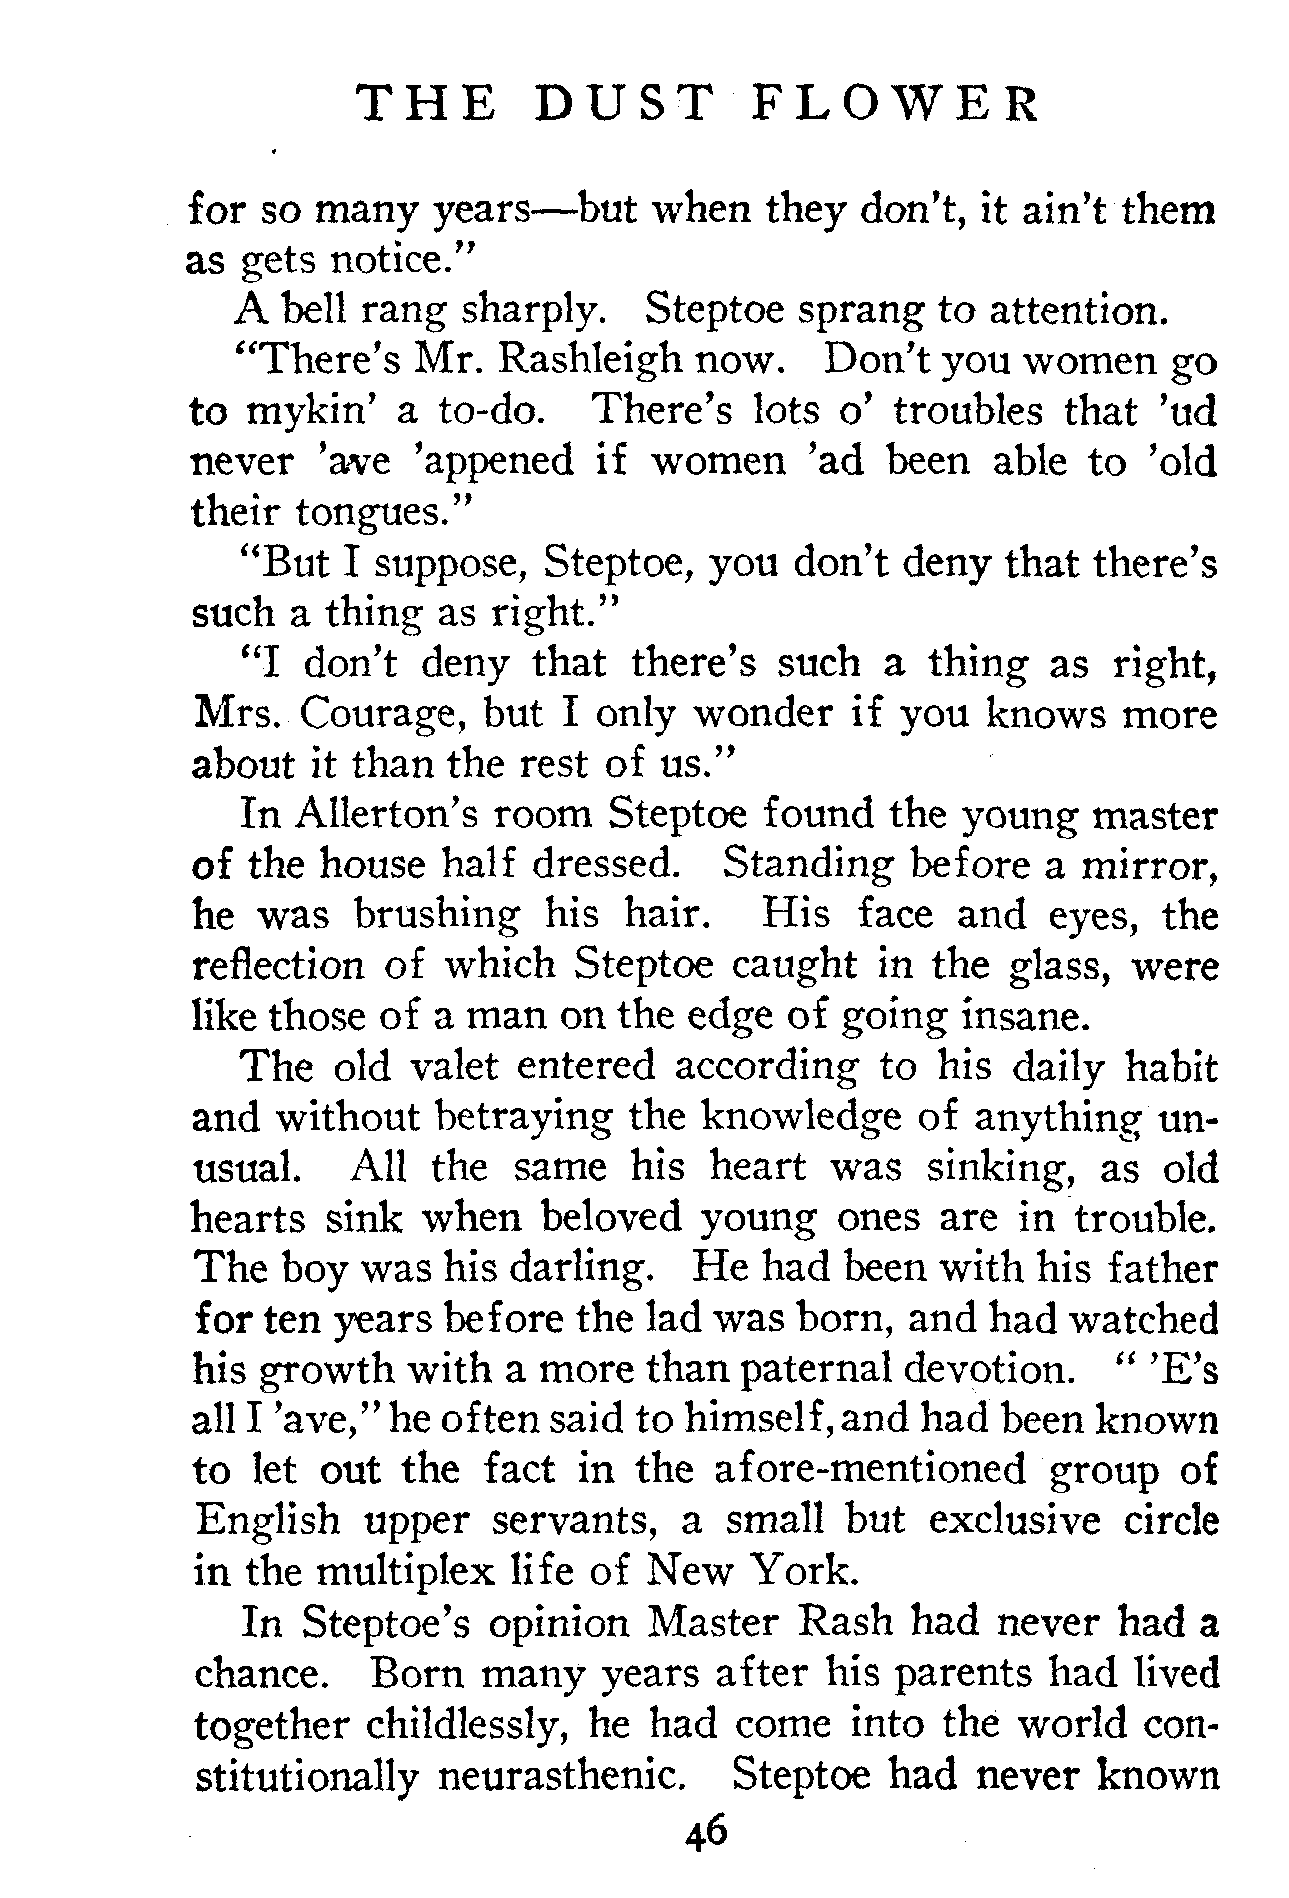 THE DUST FLOWER
for so many years—but when they don't, it ain't them
as gets notice."
A bell rang sharply. Steptoe sprang to attention.
"There's Mr. Rashleigh now. Don't you women go
to mykin' a to-do. There's lots o' troubles that 'ud
never 'ave 'appened if women 'ad been able to 'old
their tongues."
"But I suppose, Steptoe, you don't deny that there's
such a thing as right."
"I don't deny that there's such a thing as right,
Mrs. Courage, but I only wonder if you knows more
about it than the rest of us."
In Allerton's room Steptoe found the young master
of the house half dressed. Standing before a mirror,
he was brushing his hair. His face and eyes, the
reflection of which Steptoe caught in the glass, were
like those of a man on the edge of going insane.
The old valet entered according to his daily habit
and without betraying the knowledge of anything un-
usual. All the same his heart was sinking, as old
hearts sink when beloved young ones are in trouble.
The boy was his darling. He had been with his father
for ten years before the lad was born, and had watched
his growth with a more than paternal devotion. " 'E's
all I 'ave," he often said to himself, and had been known
to let out the fact in the afore-mentioned group of
English upper servants, a small but exclusive circle
in the multiplex life of New York.
In Steptoe's opinion Master Rash had never had a
chance. Born many years after his parents had lived
together childlessly, he had come into the world con-
stitutionally neurasthenic. Steptoe had never known
46